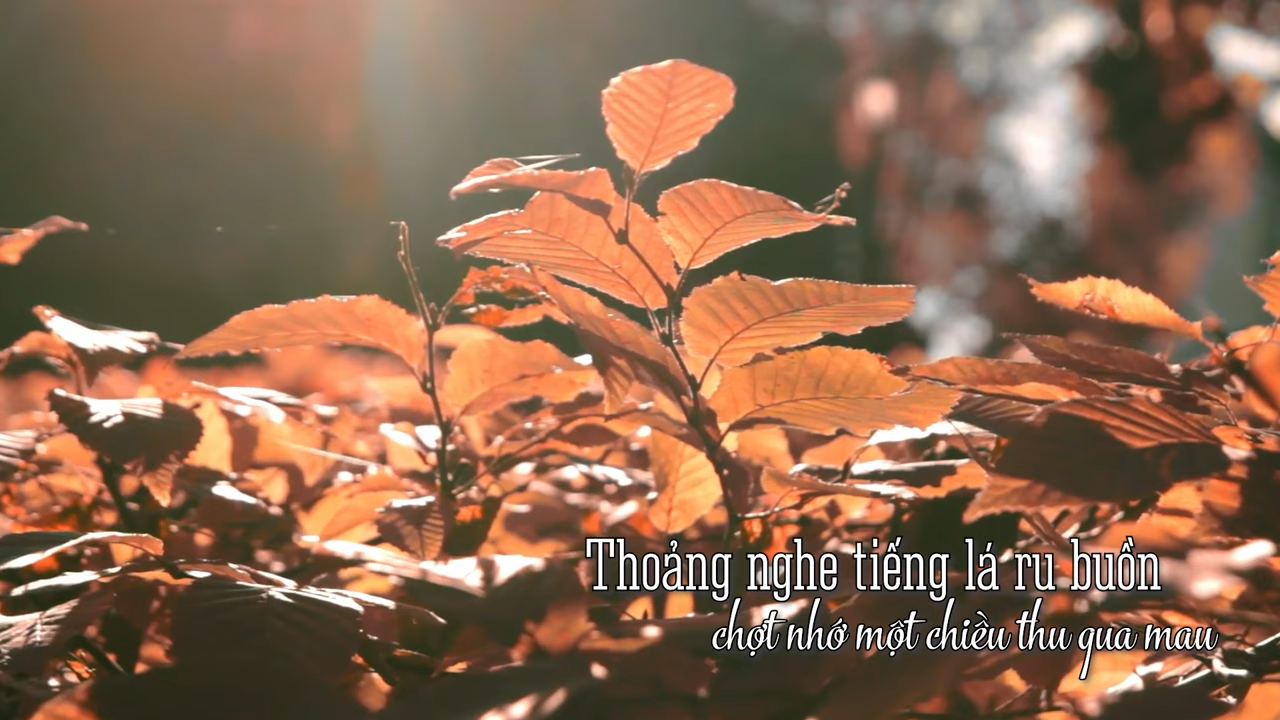 Thoảng nghe tiếng lá ru buồn
chợt nhớ một chiều thu qua mau